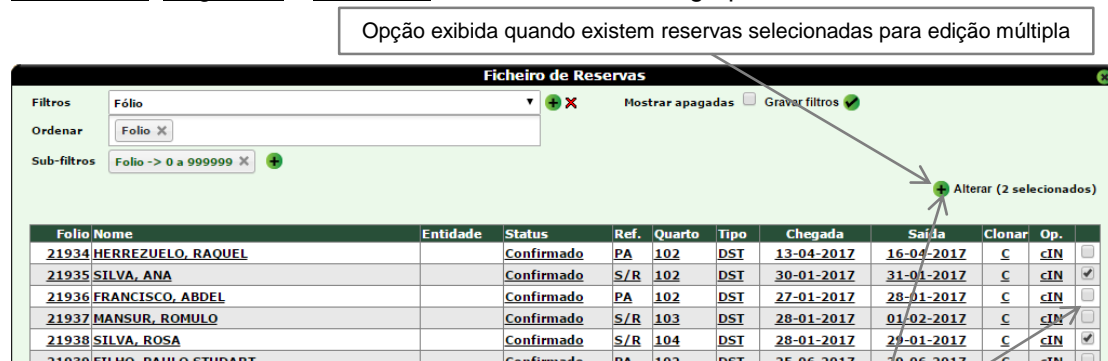 Opção exibida quando existem reservas selecionadas para edição múltipla
Ficheiro de Reservas
Filtros Fólio Mostrar apagadas Gravar filtros
Ordenar Folio
Sub-filtros Folio -> 0 a 999999
Alterar (2 selecionados)
Folio Nome Entidade Status Ref. Quarto Tipo Chegada Saída Clonar Op.
21934 HERREZUELO, RAQUEL Confirmado PA 102 DST 13-04-2017 16-04-2017 C cIN
21935 SILVA, ANA Confirmado S/R 102 DST 30-01-2017 31-01-2017 C cIN
21936 FRANCISCO, ABDEL Confirmado PA 102 DST 27-01-2017 28-01-2017 C cIN
21937 MANSUR, ROMULO Confirmado S/R 103 DST 28-01-2017 01-02-2017 C cIN
21938 SILVA, ROSA Confirmado S/R 104 DST 28-01-2017 29-01-2017 C cIN